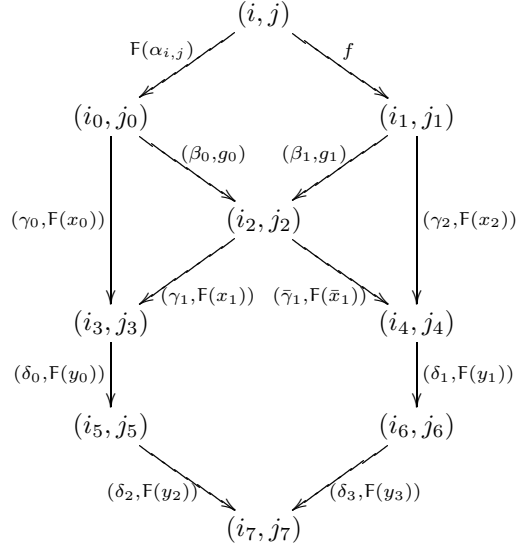 (i, j)
F(α_{i,j}) f
(i_0, j_0) (i_1, j_1)
(β_0,g_0) (β_1,g_1)
(γ_0,F(x_0)) (i_2, j_2) (γ_2,F(x_2))
(γ_1,F(x_1)) (γ̄_1,F(x̄_1))
(i_3, j_3) (i_4, j_4)
(δ_0,F(y_0)) (δ_1,F(y_1))
(i_5, j_5) (i_6, j_6)
(δ_2,F(y_2)) (δ_3,F(y_3))
(i_7, j_7)